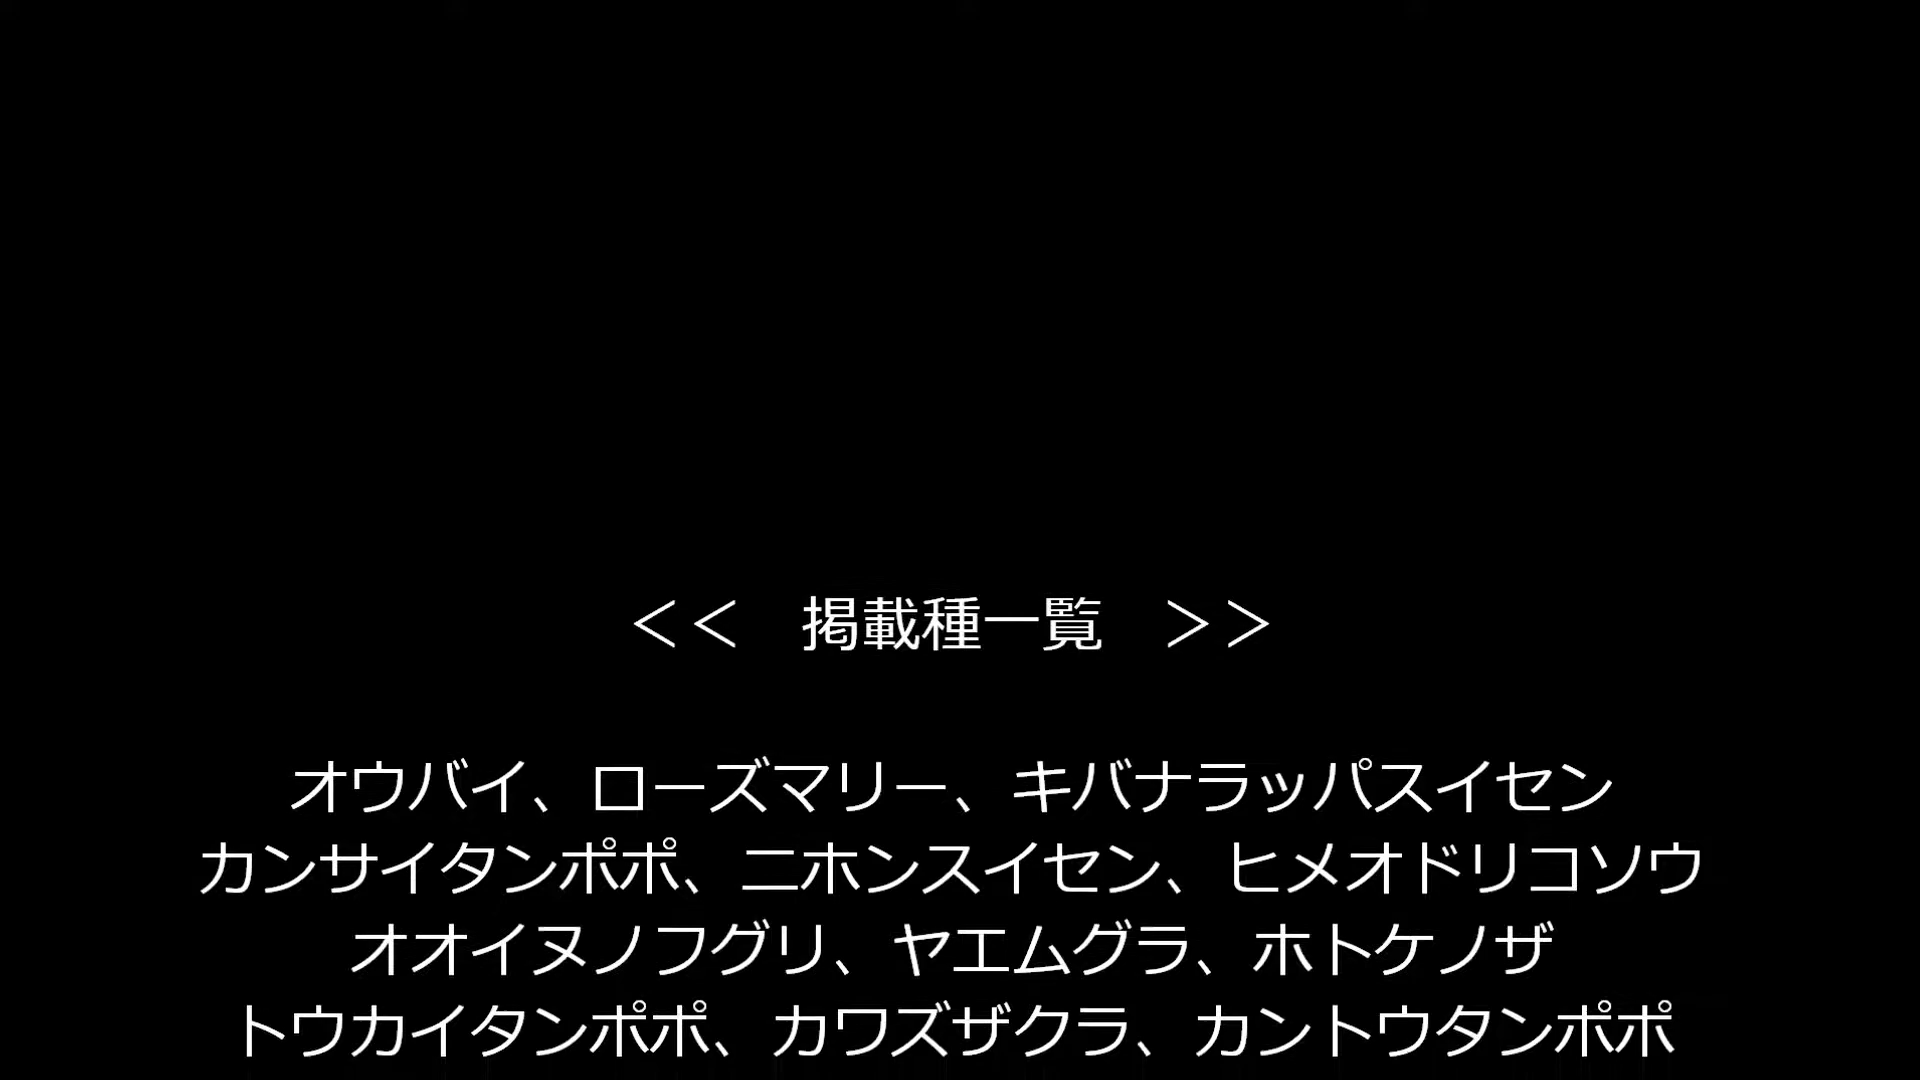 ＜＜　掲載種一覧　＞＞
オウバイ、ローズマリー、キバナラッパスイセン
カンサイタンポポ、ニホンスイセン、ヒメオドリコソウ
オオイヌノフグリ、ヤエムグラ、ホトケノザ
トウカイタンポポ、カワズザクラ、カントウタンポポ